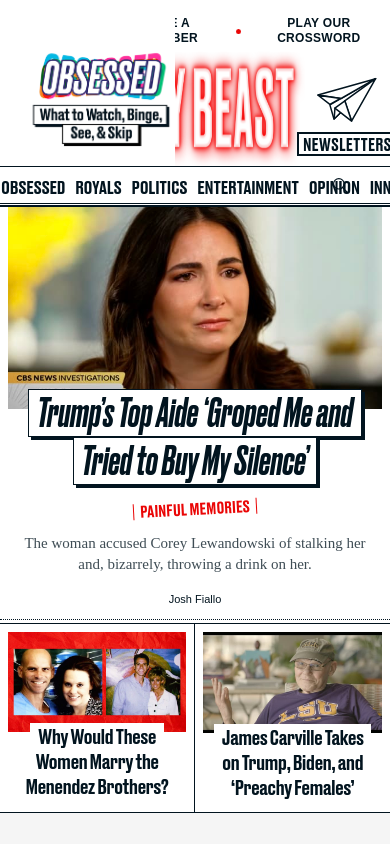 E A
BER
PLAY OUR
CROSSWORD
OBSESSED
What to Watch, Binge,
See, & Skip
Y BEAST
NEWSLETTERS
OBSESSED ROYALS POLITICS ENTERTAINMENT OPINION INN
CBS NEWS INVESTIGATIONS
Trump's Top Aide ‘Groped Me and
Tried to Buy My Silence’
PAINFUL MEMORIES
The woman accused Corey Lewandowski of stalking her
and, bizarrely, throwing a drink on her.
Josh Fiallo
Why Would These
Women Marry the
Menendez Brothers?
LSU
James Carville Takes
on Trump, Biden, and
‘Preachy Females’